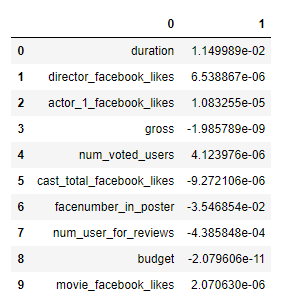 0 1
0 duration 1.149989e-02
1 director_facebook_likes 6.538867e-06
2 actor_1_facebook_likes 1.083255e-05
3 gross -1.985789e-09
4 num_voted_users 4.123976e-06
5 cast_total_facebook_likes -9.272106e-06
6 facenumber_in_poster -3.546854e-02
7 num_user_for_reviews -4.385848e-04
8 budget -2.079606e-11
9 movie_facebook_likes 2.070630e-06